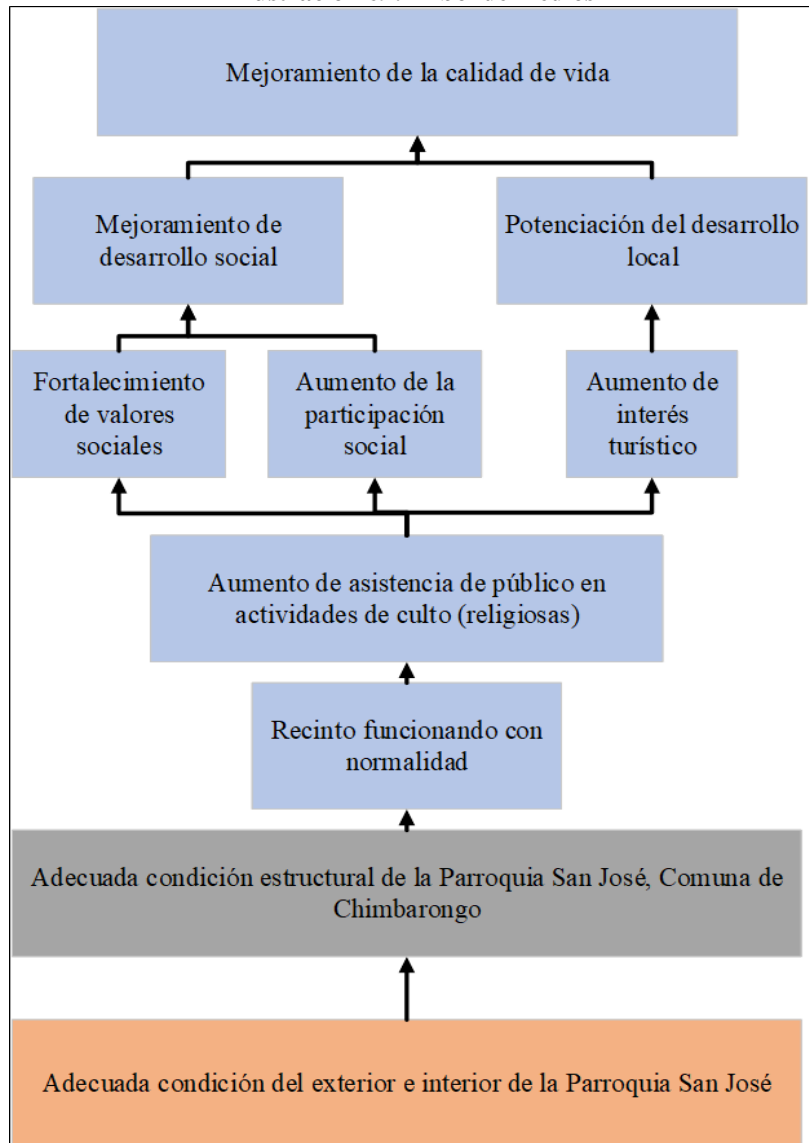 Mejoramiento de la calidad de vida
Mejoramiento de
desarrollo social
Potenciación del desarrollo
local
Fortalecimiento
de valores
sociales
Aumento de la
participación
social
Aumento de
interés
turístico
Aumento de asistencia de público en
actividades de culto (religiosas)
Recinto funcionando con
normalidad
Adecuada condición estructural de la Parroquia San José, Comuna de
Chimbarongo
Adecuada condición del exterior e interior de la Parroquia San José